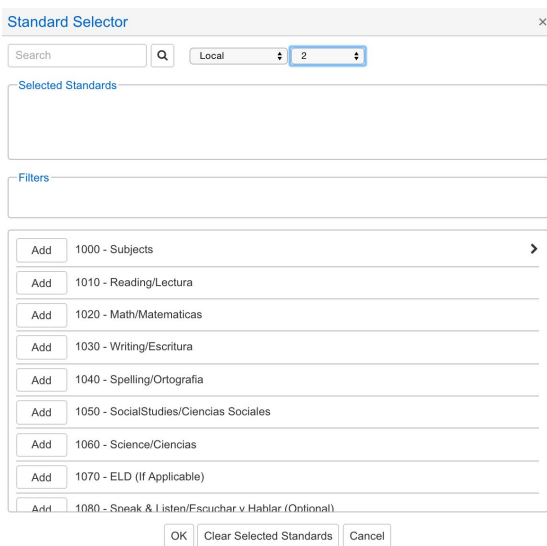 Standard Selector ×
Search Local 2
Selected Standards
Filters
Add 1000 - Subjects
Add 1010 - Reading/Lectura
Add 1020 - Math/Matematicas
Add 1030 - Writing/Escritura
Add 1040 - Spelling/Ortografia
Add 1050 - SocialStudies/Ciencias Sociales
Add 1060 - Science/Ciencias
Add 1070 - ELD (If Applicable)
Add 1080 - Speak & Listen/Escuchar y Hablar (Optional)
OK Clear Selected Standards Cancel